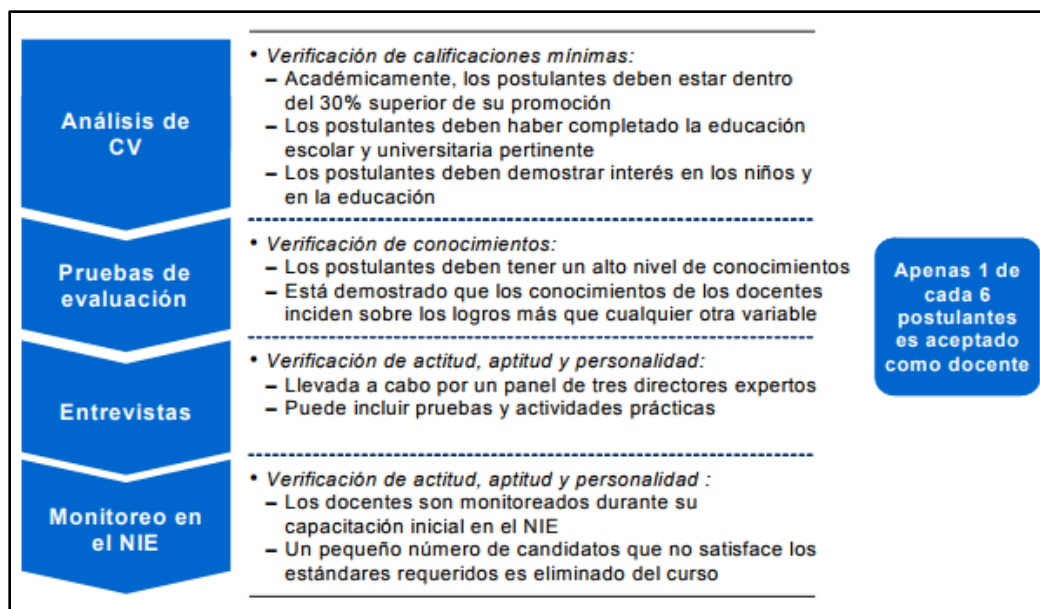 Análisis de
CV
• Verificación de calificaciones mínimas:
– Académicamente, los postulantes deben estar dentro
del 30% superior de su promoción
– Los postulantes deben haber completado la educación
escolar y universitaria pertinente
– Los postulantes deben demostrar interés en los niños y
en la educación
Pruebas de
evaluación
• Verificación de conocimientos:
– Los postulantes deben tener un alto nivel de conocimientos
– Está demostrado que los conocimientos de los docentes
inciden sobre los logros más que cualquier otra variable
Entrevistas
• Verificación de actitud, aptitud y personalidad:
– Llevada a cabo por un panel de tres directores expertos
– Puede incluir pruebas y actividades prácticas
Monitoreo en
el NIE
• Verificación de actitud, aptitud y personalidad :
– Los docentes son monitoreados durante su
capacitación inicial en el NIE
– Un pequeño número de candidatos que no satisface los
estándares requeridos es eliminado del curso
Apenas 1 de
cada 6
postulantes
es aceptado
como docente